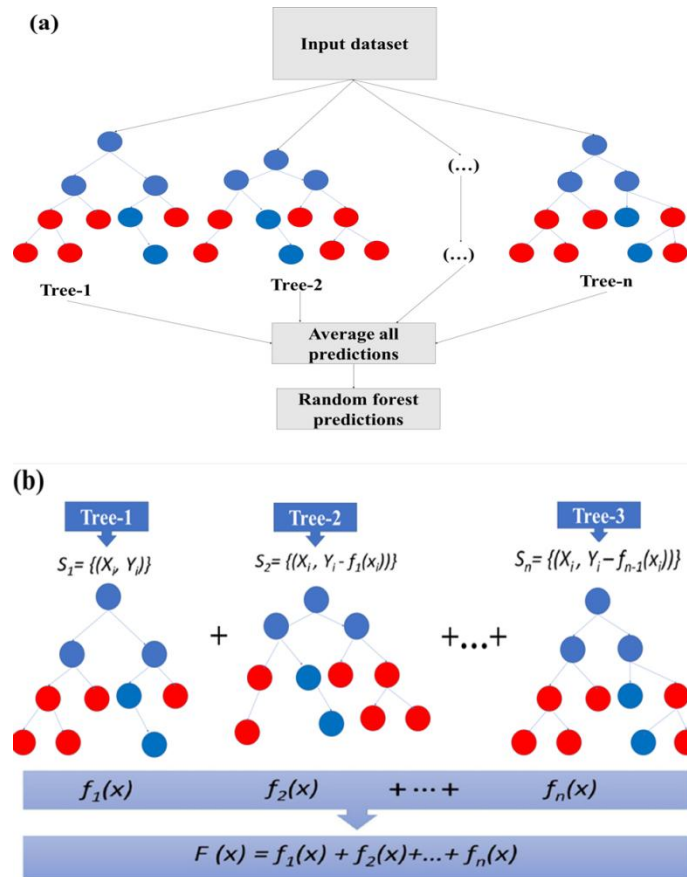 (a)
Input dataset
(...)
(...)
Tree-1
Tree-2
Tree-n
Average all
predictions
Random forest
predictions
(b)
Tree-1 Tree-2 Tree-3
S₁= {(Xᵢ, Yᵢ)} S₂= {(Xᵢ , Yᵢ - f₁(xᵢ))} Sₙ= {(Xᵢ , Yᵢ – fₙ₋₁(xᵢ))}
+ +...+
f₁(x) f₂(x) + ... + fₙ(x)
F (x) = f₁(x) + f₂(x)+...+ fₙ(x)